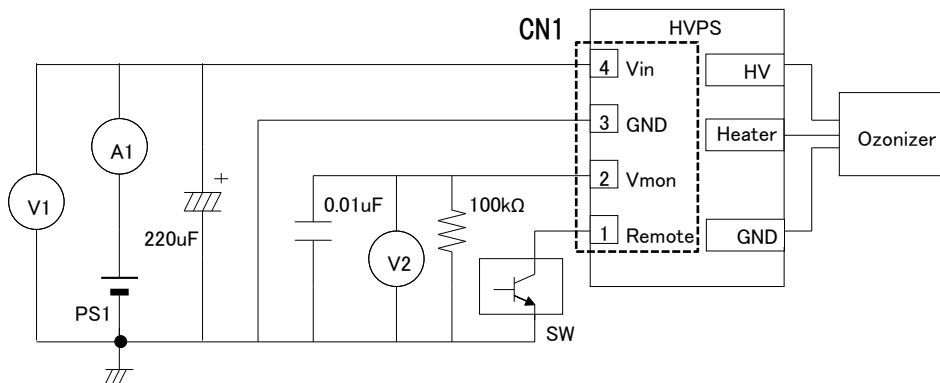 CN1
HVPS
4 Vin
HV
3 GND
A1
Heater
Ozonizer
2 Vmon
V1
+
0.01uF
100kΩ
220uF
V2
1 Remote
GND
PS1
SW